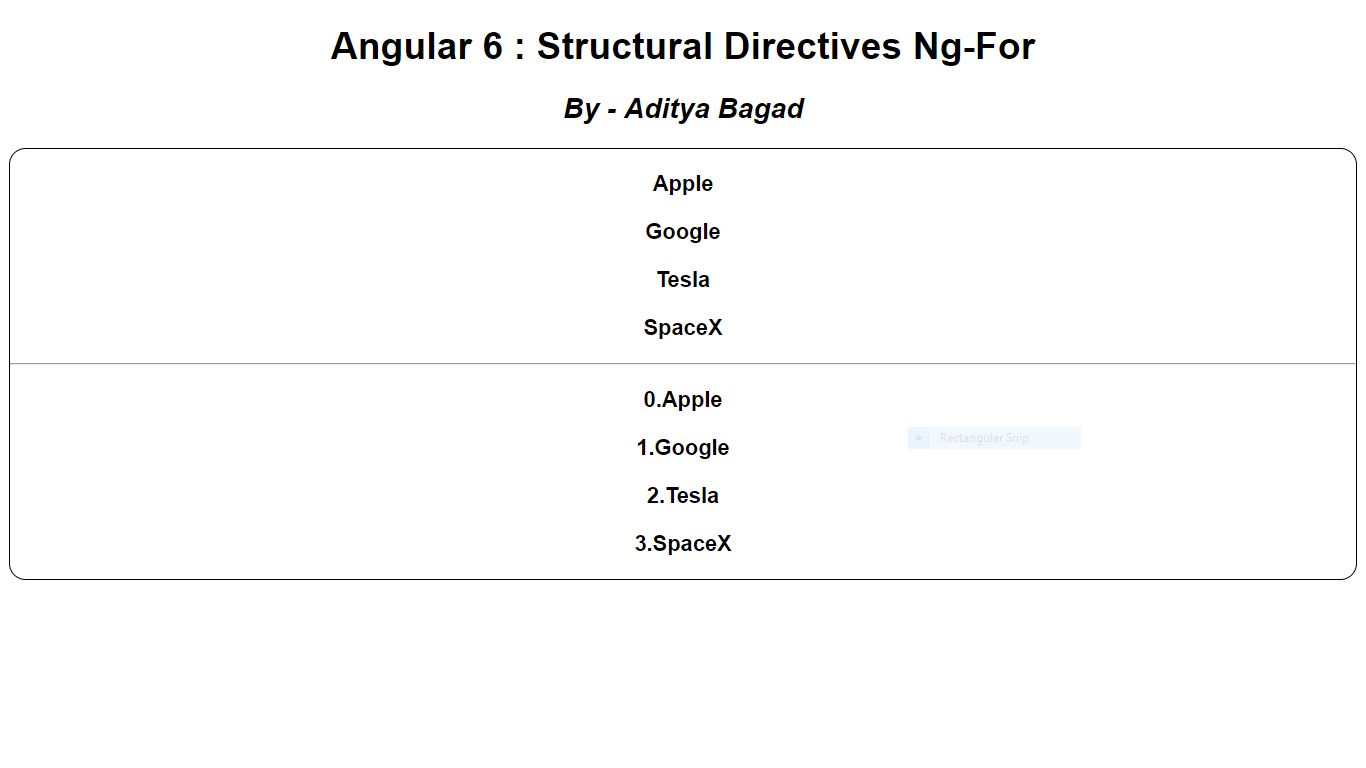 Angular 6 : Structural Directives Ng-For
By - Aditya Bagad
Apple
Google
Tesla
SpaceX
0.Apple
1.Google
Rectangular Snip
2.Tesla
3.SpaceX